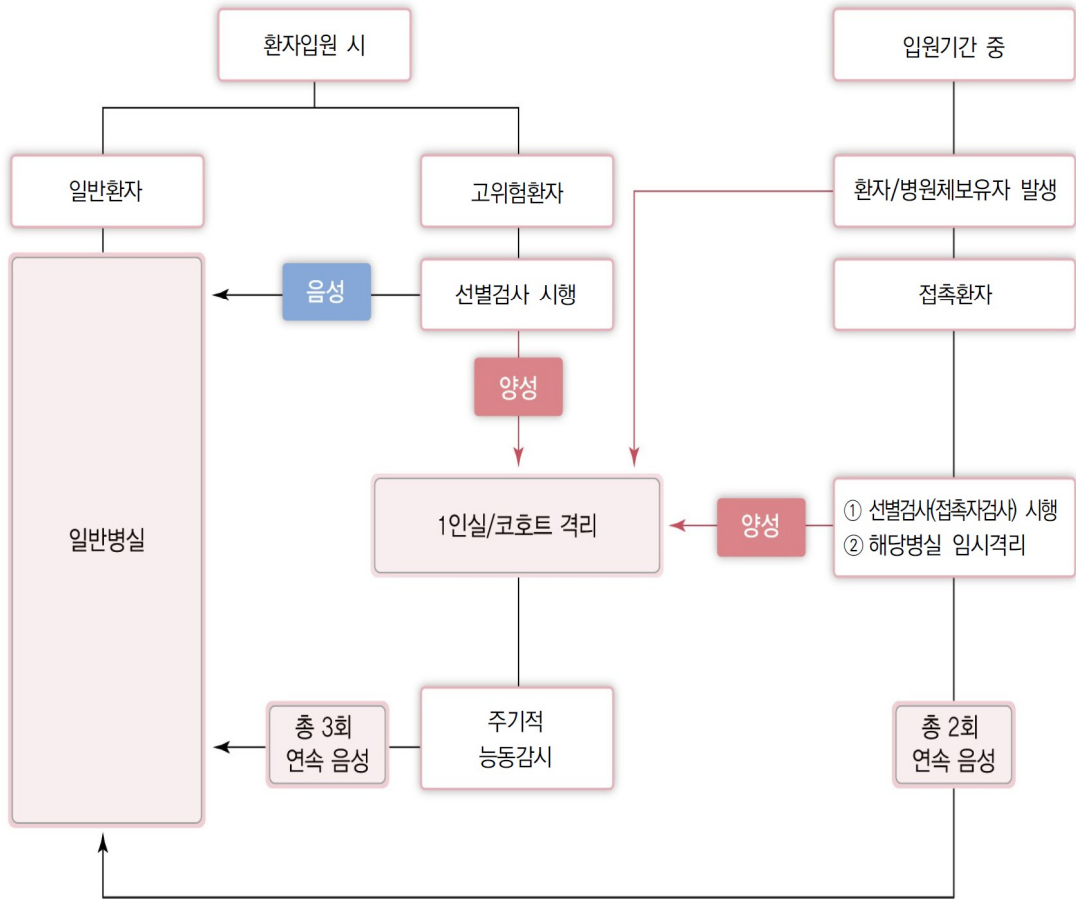 환자입원 시
입원기간 중
일반환자
고위험환자
환자/병원체보유자 발생
음성
선별검사 시행
접촉환자
양성
일반병실
1인실/코호트 격리
양성
① 선별검사(접촉자검사) 시행
② 해당병실 임시격리
총 3회
연속 음성
주기적
능동감시
총 2회
연속 음성